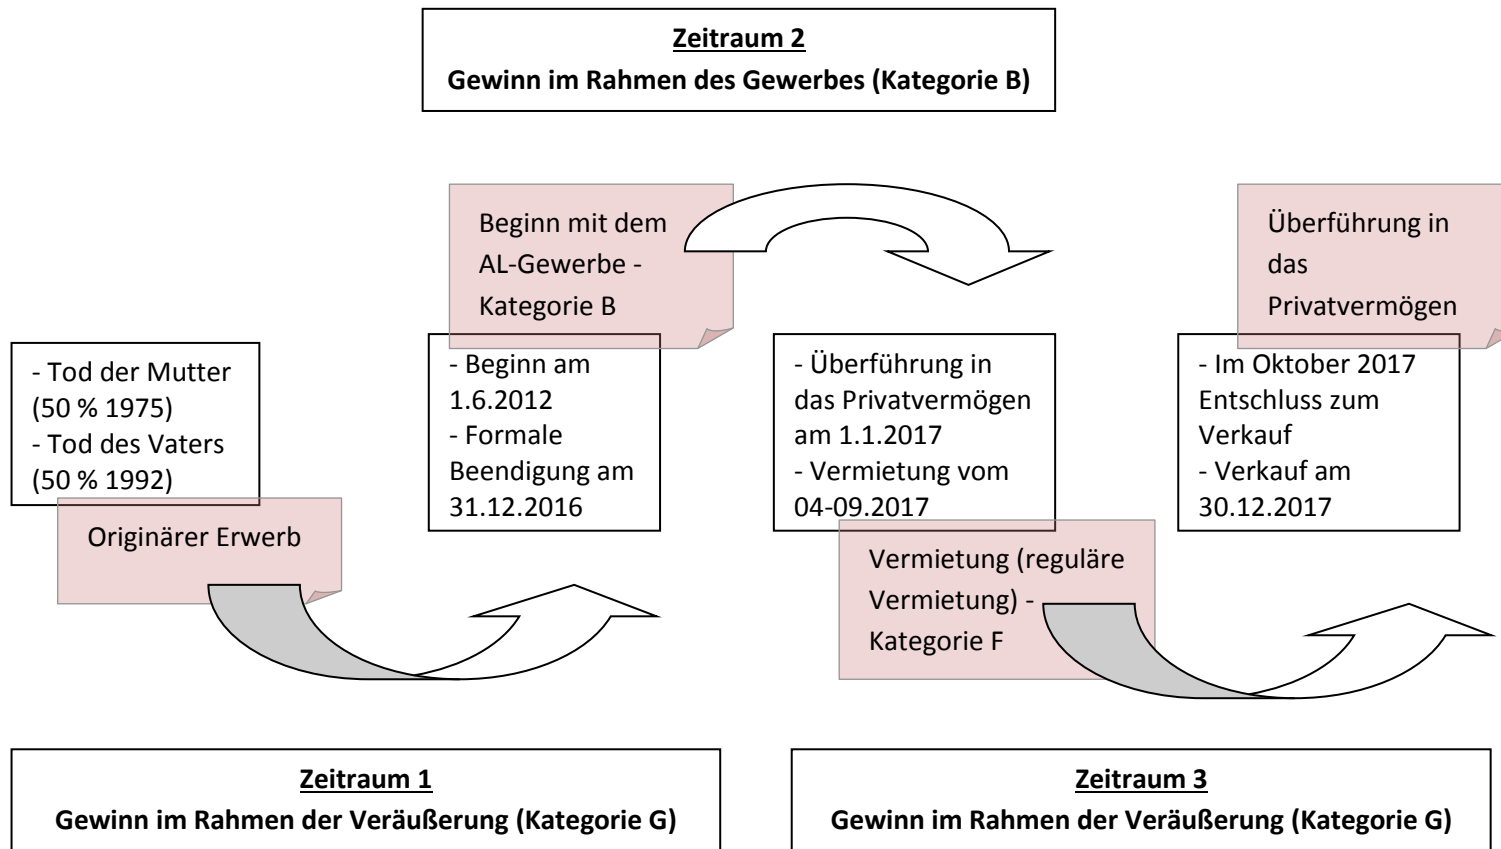 Zeitraum 2
Gewinn im Rahmen des Gewerbes (Kategorie B)
Beginn mit dem
AL-Gewerbe -
Kategorie B
Überführung in
das
Privatvermögen
- Tod der Mutter
(50 % 1975)
- Tod des Vaters
(50 % 1992)
Originärer Erwerb
- Beginn am
1.6.2012
- Formale
Beendigung am
31.12.2016
- Überführung in
das Privatvermögen
am 1.1.2017
- Vermietung vom
04-09.2017
Vermietung (reguläre
Vermietung) -
Kategorie F
- Im Oktober 2017
Entschluss zum
Verkauf
- Verkauf am
30.12.2017
Zeitraum 1
Gewinn im Rahmen der Veräußerung (Kategorie G)
Zeitraum 3
Gewinn im Rahmen der Veräußerung (Kategorie G)